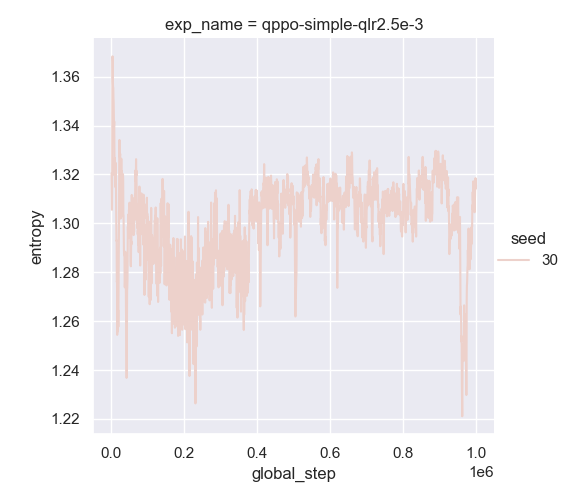 exp_name = qppo-simple-qlr2.5e-3
1.36
1.34
1.32
1.30
1.28
1.26
1.24
1.22
entropy
0.0 0.2 0.4 0.6 0.8 1.0
1e6
global_step
seed
30